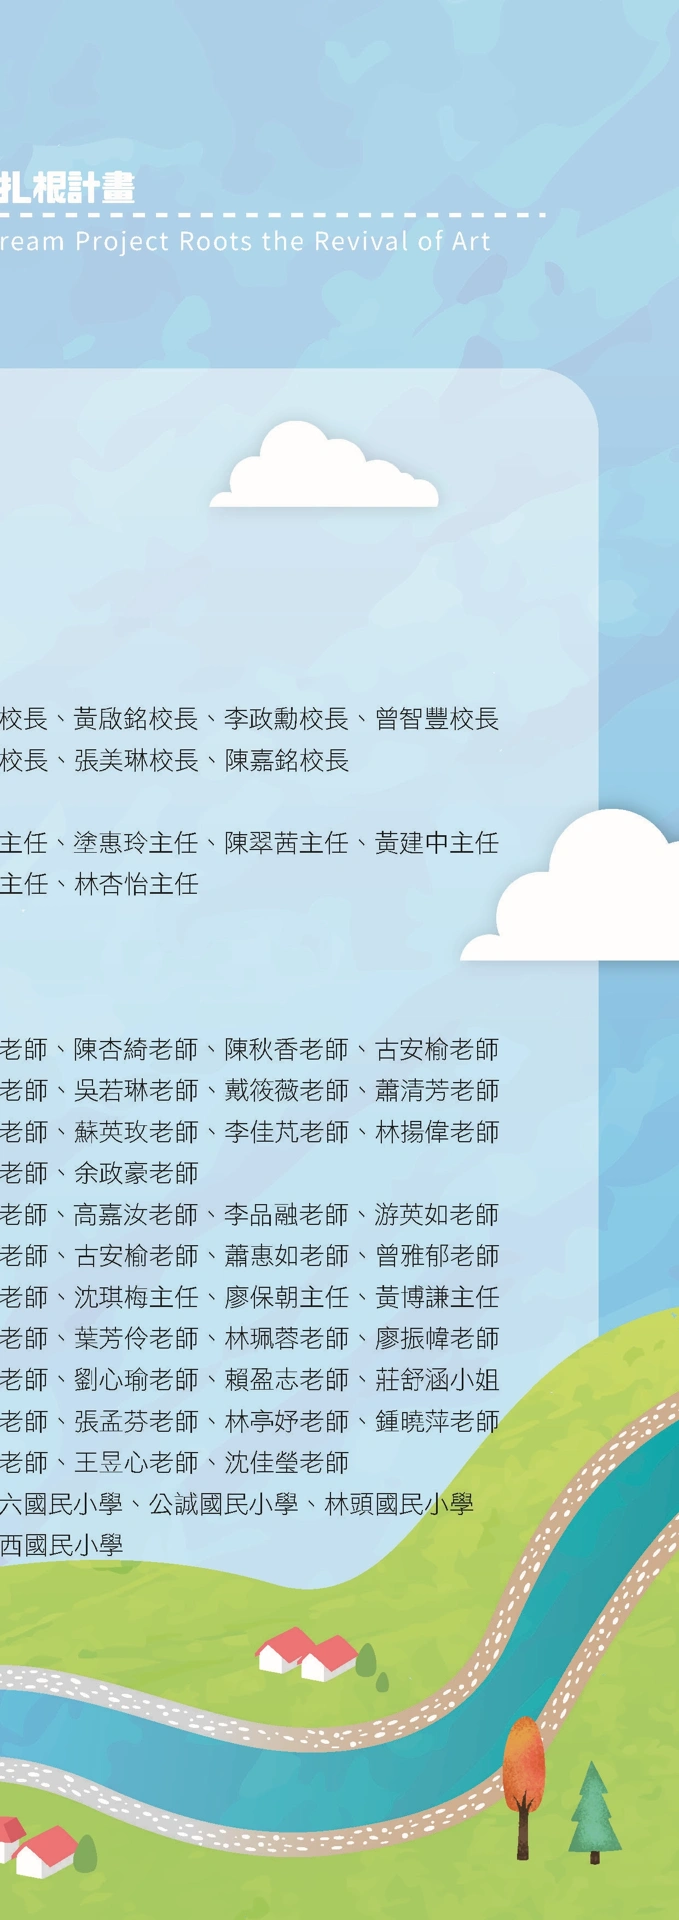 扎根計畫
ream Project Roots the Revival of Art
校長、黃啟銘校長、李政勳校長、曾智豐校長
校長、張美琳校長、陳嘉銘校長
主任、塗惠玲主任、陳翠茜主任、黃建中主任
主任、林杏怡主任
老師、陳杏綺老師、陳秋香老師、古安榆老師
老師、吳若琳老師、戴筱薇老師、蕭清芳老師
老師、蘇英玫老師、李佳芃老師、林揚偉老師
老師、余政豪老師
老師、高嘉汝老師、李品融老師、游英如老師
老師、古安榆老師、蕭惠如老師、曾雅郁老師
老師、沈琪梅主任、廖保朝主任、黃博謙主任
老師、葉芳伶老師、林珮蓉老師、廖振幃老師
老師、劉心瑜老師、賴盈志老師、莊舒涵小姐
老師、張孟芬老師、林亭妤老師、鍾曉萍老師
老師、王昱心老師、沈佳瑩老師
六國民小學、公誠國民小學、林頭國民小學
西國民小學